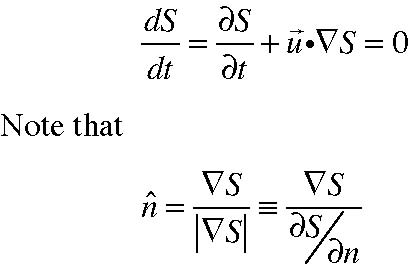 dS/dt = ∂S/∂t + u⃗•∇S = 0
Note that
n̂ = ∇S/|∇S| ≡ ∇S/(∂S/∂n)